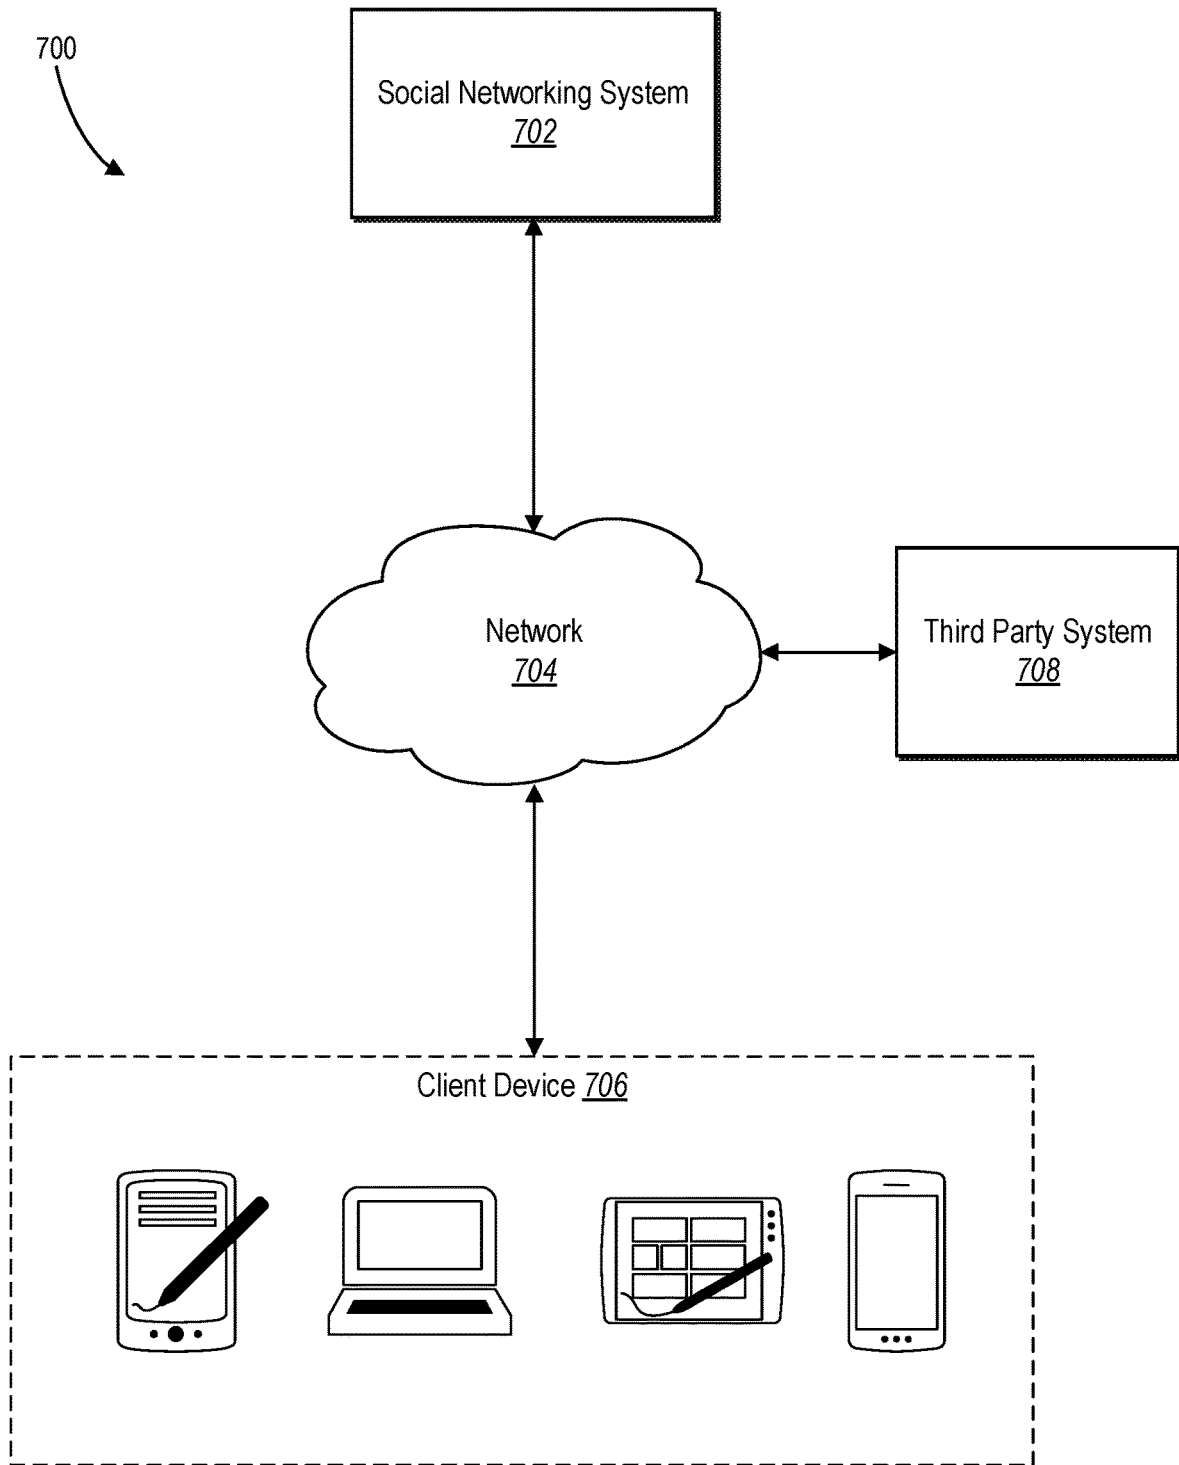 700
Social Networking System
702
Network
704
Third Party System
708
Client Device 706